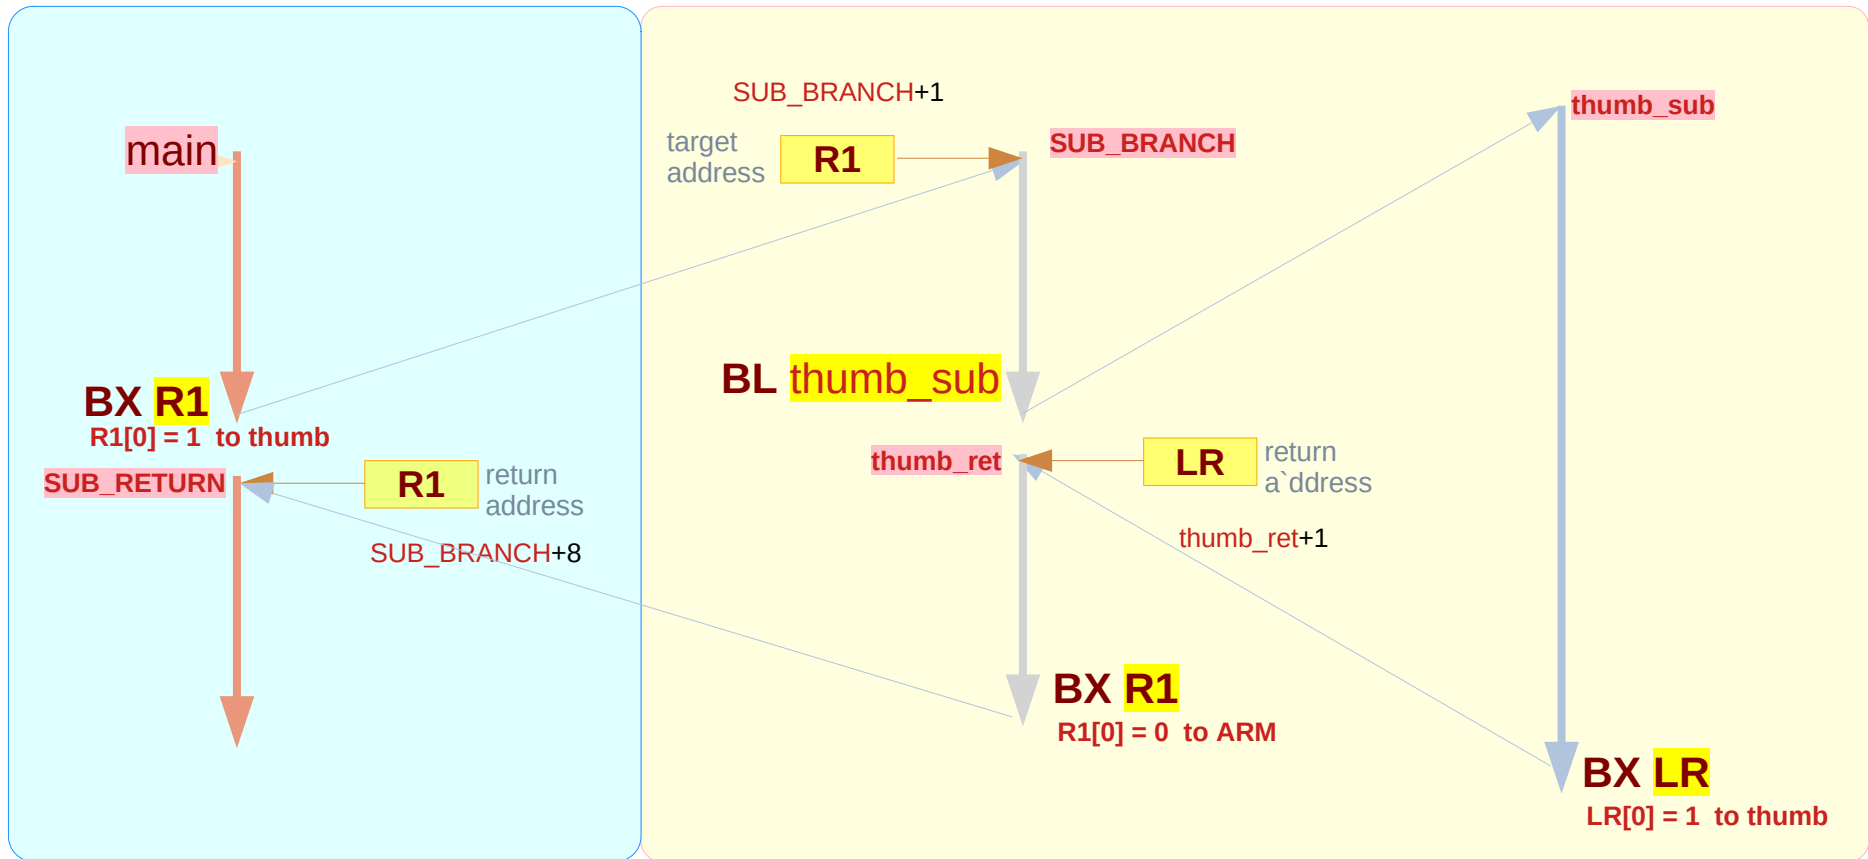 main
BX R1
R1[0] = 1  to thumb
SUB_RETURN
R1
return
address
SUB_BRANCH+8
SUB_BRANCH+1
target
address
R1
SUB_BRANCH
BL thumb_sub
thumb_ret
LR
return
a`ddress
thumb_ret+1
BX R1
R1[0] = 0  to ARM
thumb_sub
BX LR
LR[0] = 1  to thumb